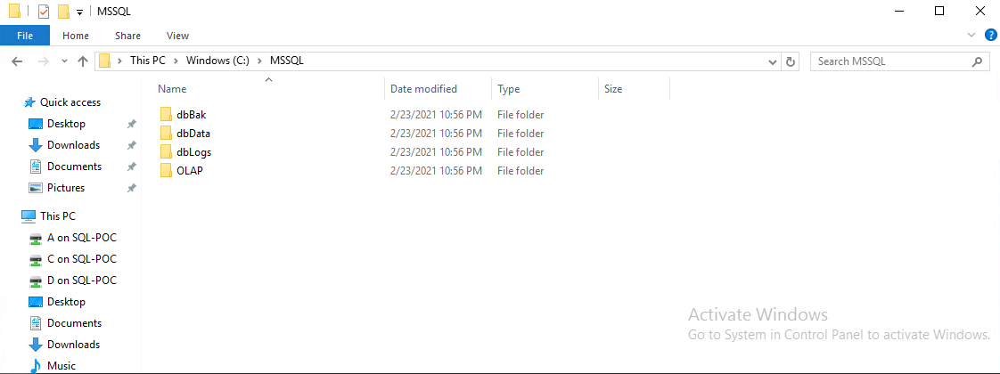 MSSQL
File Home Share View
This PC Windows (C:) MSSQL Search MSSQL
Name Date modified Type Size
Quick access
Desktop
Downloads
Documents
Pictures
This PC
A on SQL-POC
C on SQL-POC
D on SQL-POC
Desktop
Documents
Downloads
Music
dbBak 2/23/2021 10:56 PM File folder
dbData 2/23/2021 10:56 PM File folder
dbLogs 2/23/2021 10:56 PM File folder
OLAP 2/23/2021 10:56 PM File folder
Activate Windows
Go to System in Control Panel to activate Windows.